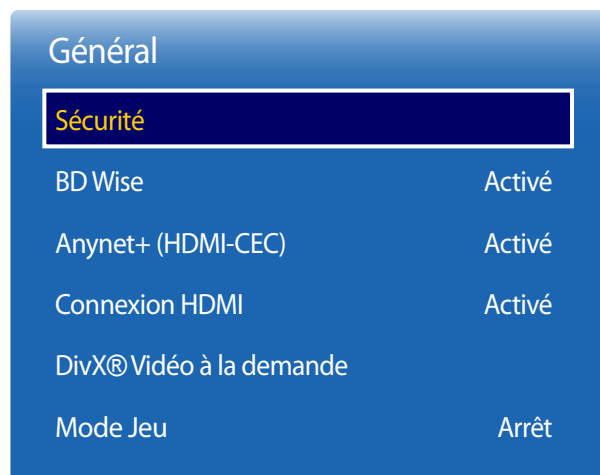 Général
Sécurité
BD Wise Activé
Anynet+ (HDMI-CEC) Activé
Connexion HDMI Activé
DivX® Vidéo à la demande
Mode Jeu Arrêt